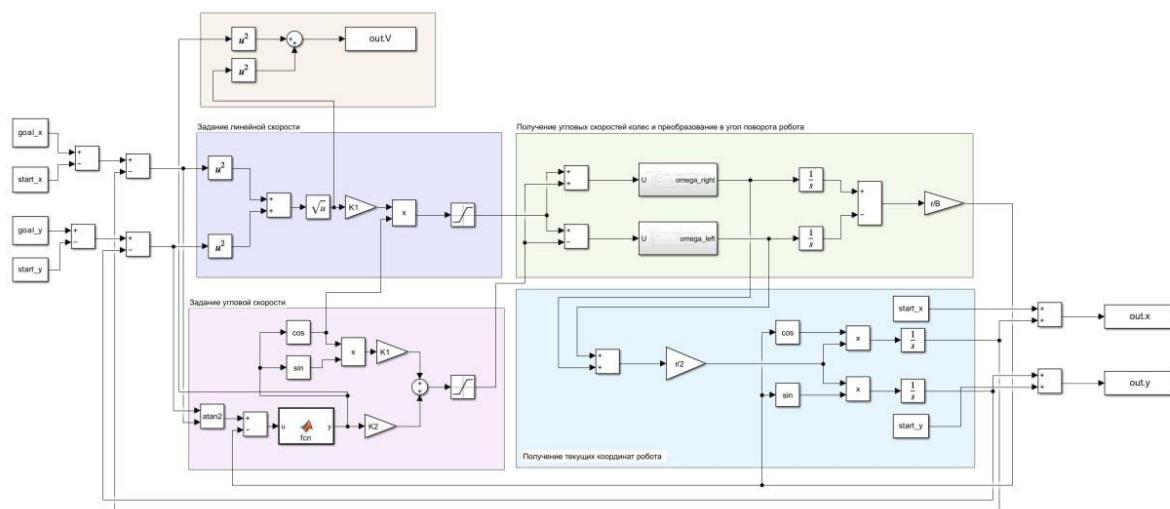 u²
out.V
u²
Задание линейной скорости
Получение угловых скоростей колес и преобразование в угол поворота робота
goal_x
start_x
u²
√u
K1
x
U
omega_right
1
s
r/B
goal_y
start_y
u²
U
omega_left
1
s
Задание угловой скорости
cos
sin
x
K1
atan2
u
fcn
y
K2
start_x
out.x
cos
x
1
s
r/2
sin
x
1
s
out.y
start_y
Получение текущих координат робота